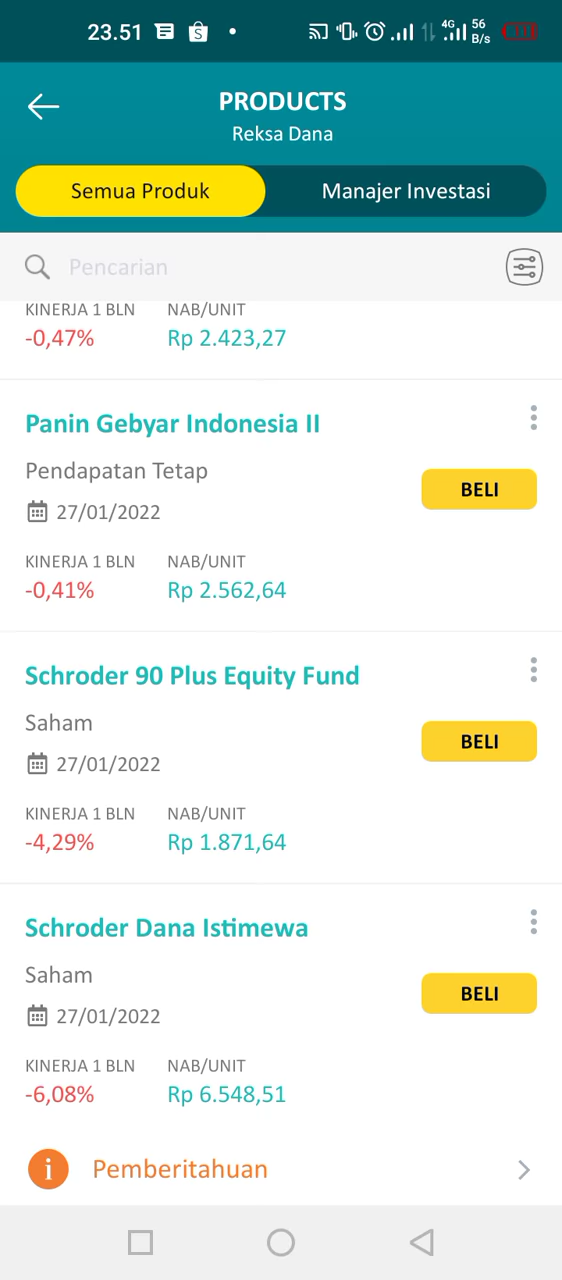 23.51 4G 56 B/s
PRODUCTS
Reksa Dana
Semua Produk Manajer Investasi
Pencarian
KINERJA 1 BLN NAB/UNIT
-0,47% Rp 2.423,27
Panin Gebyar Indonesia II
Pendapatan Tetap
BELI
27/01/2022
KINERJA 1 BLN NAB/UNIT
-0,41% Rp 2.562,64
Schroder 90 Plus Equity Fund
Saham
BELI
27/01/2022
KINERJA 1 BLN NAB/UNIT
-4,29% Rp 1.871,64
Schroder Dana Istimewa
Saham
BELI
27/01/2022
KINERJA 1 BLN NAB/UNIT
-6,08% Rp 6.548,51
Pemberitahuan